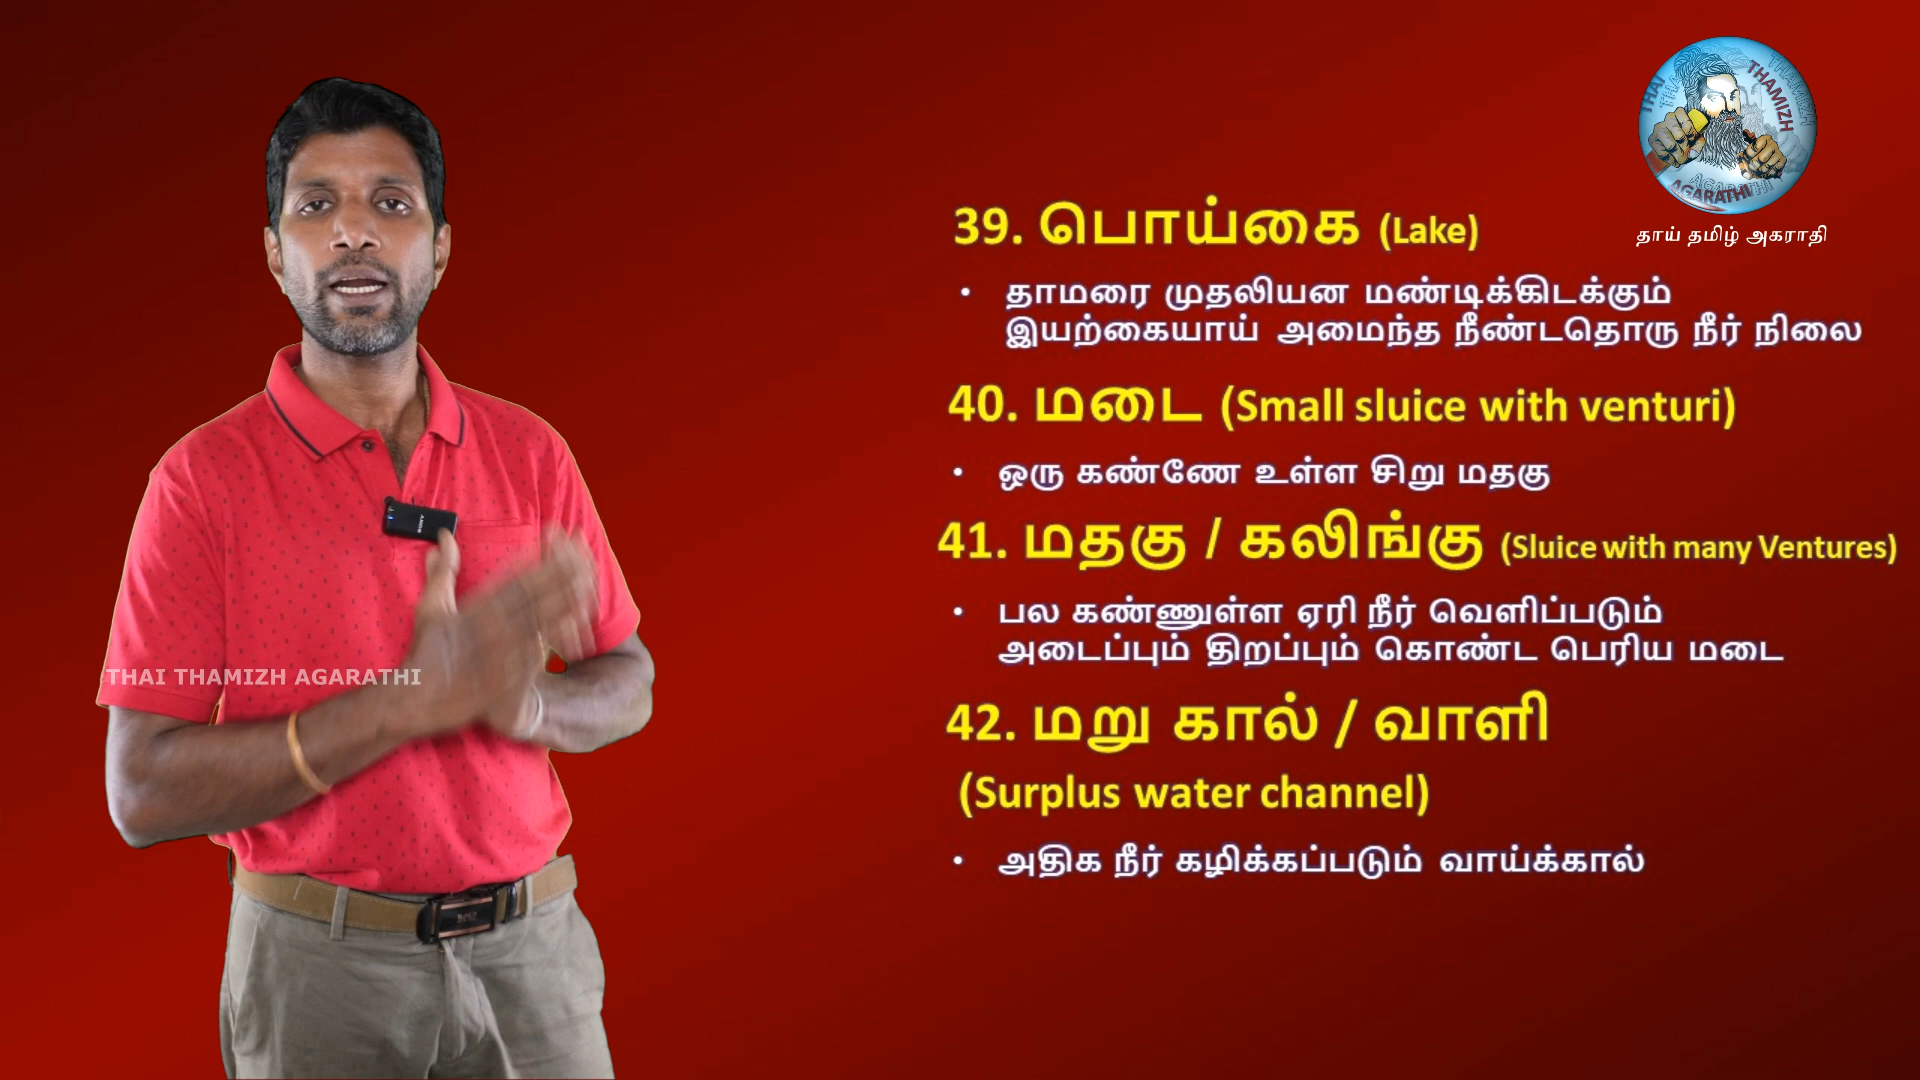 THAI
THAMIZH
AGARATHI
தாய் தமிழ் அகராதி
39. பொய்கை (Lake)
• தாமரை முதலியன மண்டிக்கிடக்கும்
இயற்கையாய் அமைந்த நீண்டதொரு நீர் நிலை
40. மடை (Small sluice with venturi)
• ஒரு கண்ணே உள்ள சிறு மதகு
41. மதகு / கலிங்கு (Sluice with many Ventures)
• பல கண்ணுள்ள ஏரி நீர் வெளிப்படும்
அடைப்பும் திறப்பும் கொண்ட பெரிய மடை
THAI THAMIZH AGARATHI
42. மறு கால் / வாளி
(Surplus water channel)
• அதிக நீர் கழிக்கப்படும் வாய்க்கால்
SONY